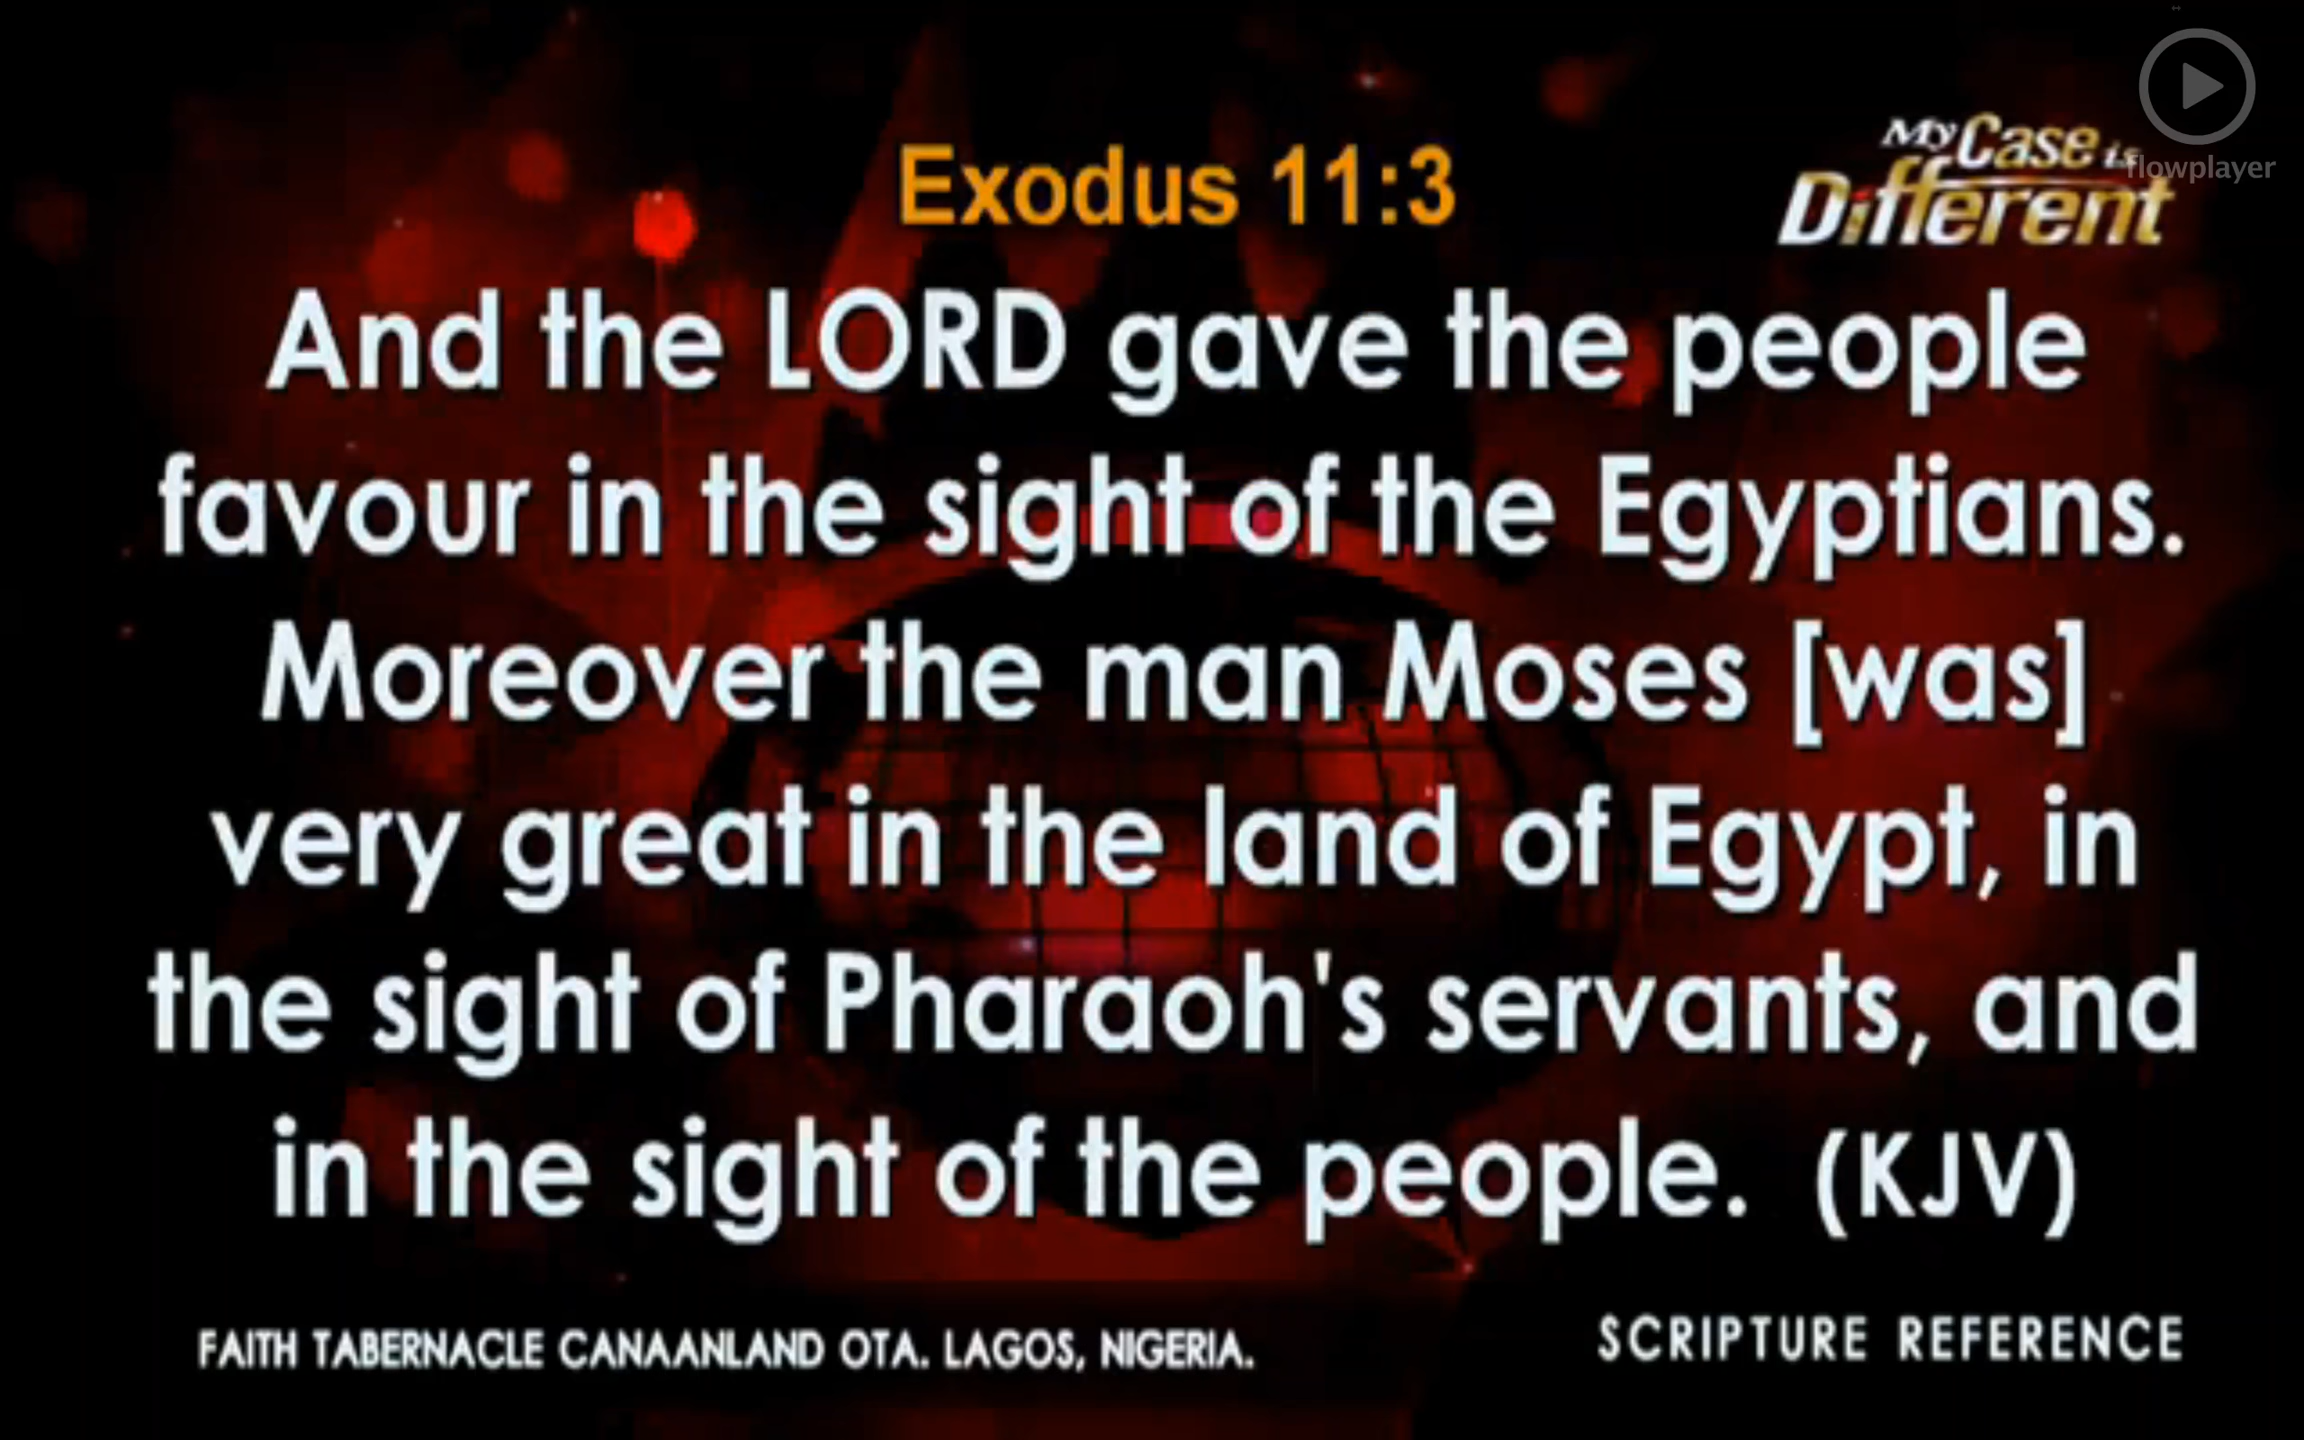 My Case is
Different
flowplayer
Exodus 11:3
And the LORD gave the people
favour in the sight of the Egyptians.
Moreover the man Moses [was]
very great in the land of Egypt, in
the sight of Pharaoh's servants, and
in the sight of the people. (KJV)
FAITH TABERNACLE CANAANLAND OTA. LAGOS, NIGERIA.
SCRIPTURE REFERENCE